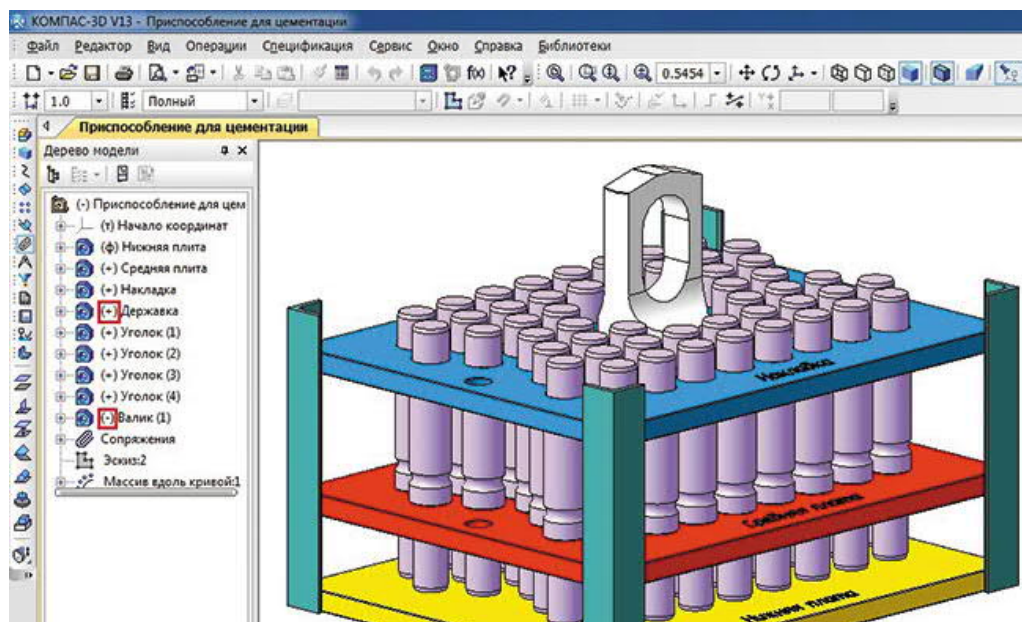 КОМПАС-3D V13 - Приспособление для цементации
Файл Редактор Вид Операции Спецификация Сервис Окно Справка Библиотеки
0.5454
1.0 Полный
Приспособление для цементации
Дерево модели
(-) Приспособление для цем
(т) Начало координат
(ф) Нижняя плита
(+) Средняя плита
(+) Накладка
(+) Державка
(+) Уголок (1)
(+) Уголок (2)
(+) Уголок (3)
(+) Уголок (4)
(-) Валик (1)
Сопряжения
Эскиз:2
Массив вдоль кривой:1
Накладка
Средняя плита
Нижняя плита